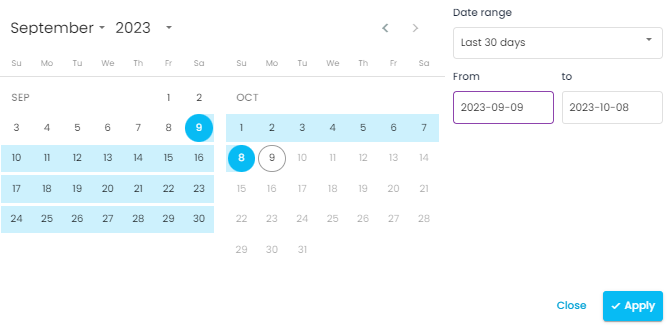 September 2023
Su Mo Tu We Th Fr Sa
SEP 1 2
3 4 5 6 7 8 9
10 11 12 13 14 15 16
17 18 19 20 21 22 23
24 25 26 27 28 29 30
Su Mo Tu We Th Fr Sa
OCT
1 2 3 4 5 6 7
8 9 10 11 12 13 14
15 16 17 18 19 20 21
22 23 24 25 26 27 28
29 30 31
Date range
Last 30 days
From to
2023-09-09 2023-10-08
Close Apply